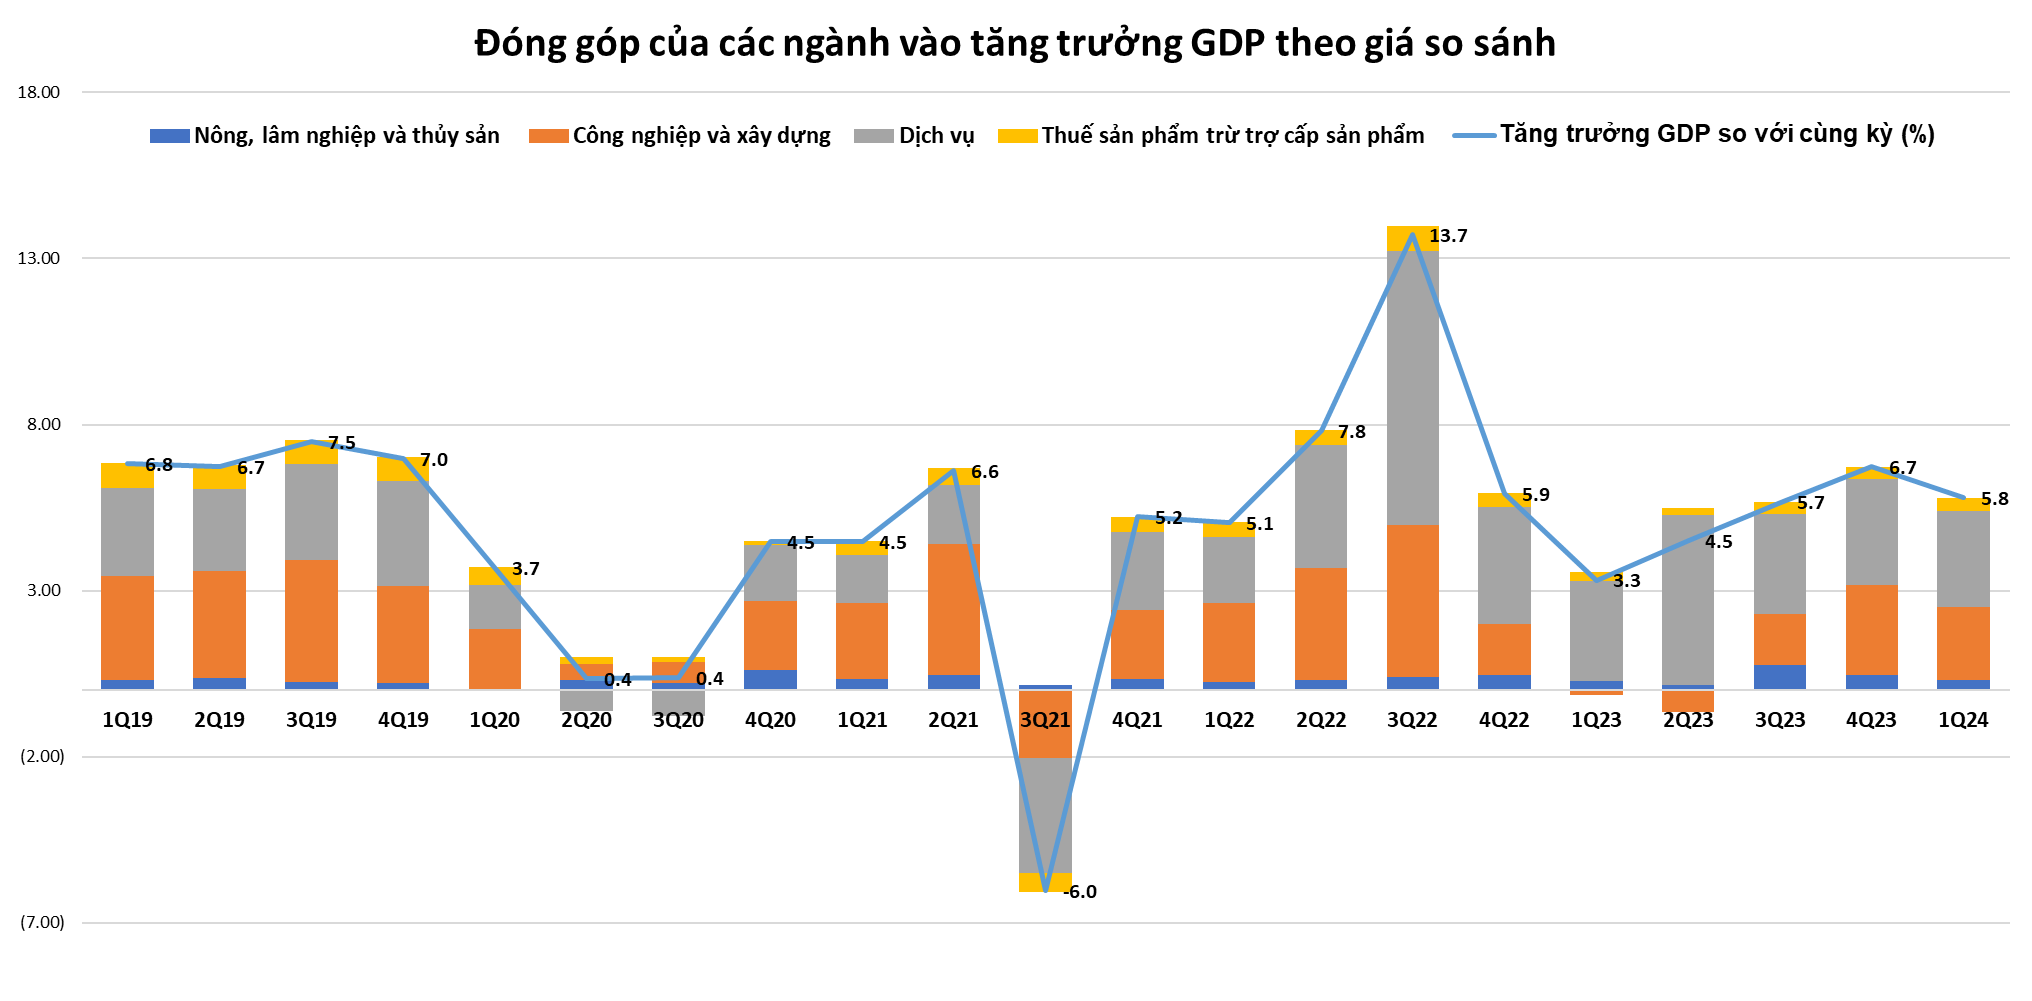 Đóng góp của các ngành vào tăng trưởng GDP theo giá so sánh
18.00
Nông, lâm nghiệp và thủy sản Công nghiệp và xây dựng Dịch vụ Thuế sản phẩm trừ trợ cấp sản phẩm Tăng trưởng GDP so với cùng kỳ (%)
13.00
8.00
3.00
(2.00)
(7.00)
6.8 6.7 7.5 7.0 3.7 0.4 0.4 4.5 4.5 6.6 -6.0 5.2 5.1 7.8 13.7 5.9 3.3 4.5 5.7 6.7 5.8
1Q19 2Q19 3Q19 4Q19 1Q20 2Q20 3Q20 4Q20 1Q21 2Q21 3Q21 4Q21 1Q22 2Q22 3Q22 4Q22 1Q23 2Q23 3Q23 4Q23 1Q24